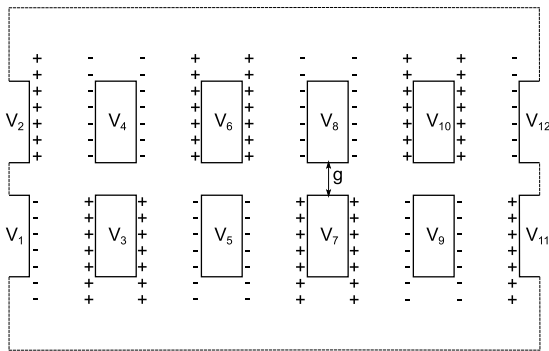 V₂ V₄ V₆ V₈ V₁₀ V₁₂
g
V₁ V₃ V₅ V₇ V₉ V₁₁